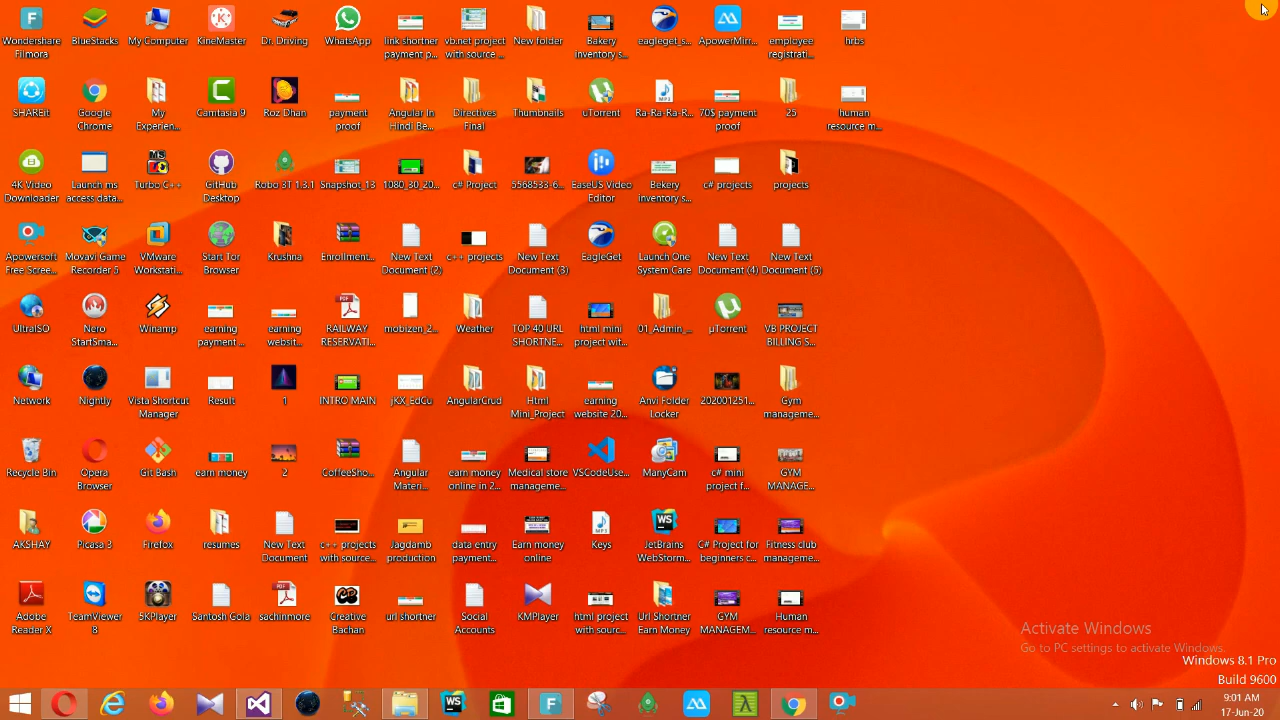 Wondershare
Filmora
BlueStacks
My Computer
KineMaster
Dr. Driving
WhatsApp
link shortner
payment p...
vb.net project
with source ...
New folder
Bakery
inventory s...
eagleget_s...
ApowerMirr...
employee
registrati...
hrbs
SHAREit
Google
Chrome
My
Experien...
Camtasia 9
Roz Dhan
payment
proof
Angular In
Hindi Be...
Directives
Final
Thumbnails
uTorrent
Ra-Ra-Ra-R...
70$ payment
proof
25
human
resource m...
4K Video
Downloader
Launch ms
access data...
Turbo C++
GitHub
Desktop
Robo 3T 1.3.1
Snapshot_13
1080_30_20...
c# Project
5568533-6...
EaseUS Video
Editor
Bekery
inventory s...
c# projects
projects
Apowersoft
Free Scree...
Movavi Game
Recorder 5
VMware
Workstati...
Start Tor
Browser
Krushna
Enrollment...
New Text
Document (2)
c++ projects
New Text
Document (3)
EagleGet
Launch One
System Care
New Text
Document (4)
New Text
Document (5)
UltraISO
Nero
StartSma...
Winamp
earning
payment ...
earning
websit...
RAILWAY
RESERVATI...
mobizen_2...
Weather
TOP 40 URL
SHORTNE...
html mini
project wit...
01_Admin_...
µTorrent
VB PROJECT
BILLING S...
Network
Nightly
Vista Shortcut
Manager
Result
1
INTRO MAIN
jKX_EdCu
AngularCrud
Html
Mini_Project
earning
website 20...
Anvi Folder
Locker
202001251...
Gym
manageme...
Recycle Bin
Opera
Browser
Git Bash
earn money
2
CoffeeSho...
Angular
Materi...
earn money
online in 2...
Medical store
manageme...
VSCodeUse...
ManyCam
c# mini
project f...
GYM
MANAGE...
AKSHAY
Picasa 3
Firefox
resumes
New Text
Document
c++ projects
with source...
Jagdamb
production
data entry
payment...
Earn money
online
Keys
JetBrains
WebStorm...
C# Project for
beginners c...
Fitness club
manageme...
Adobe
Reader X
TeamViewer
8
5KPlayer
Santosh Gola
sachinmore
Creative
Bachan
url shortner
Social
Accounts
KMPlayer
html project
with sourc...
Url Shortner
Earn Money
GYM
MANAGEM...
Human
resource m...
Activate Windows
Go to PC settings to activate Windows.
Windows 8.1 Pro
Build 9600
9:01 AM
17-Jun-20